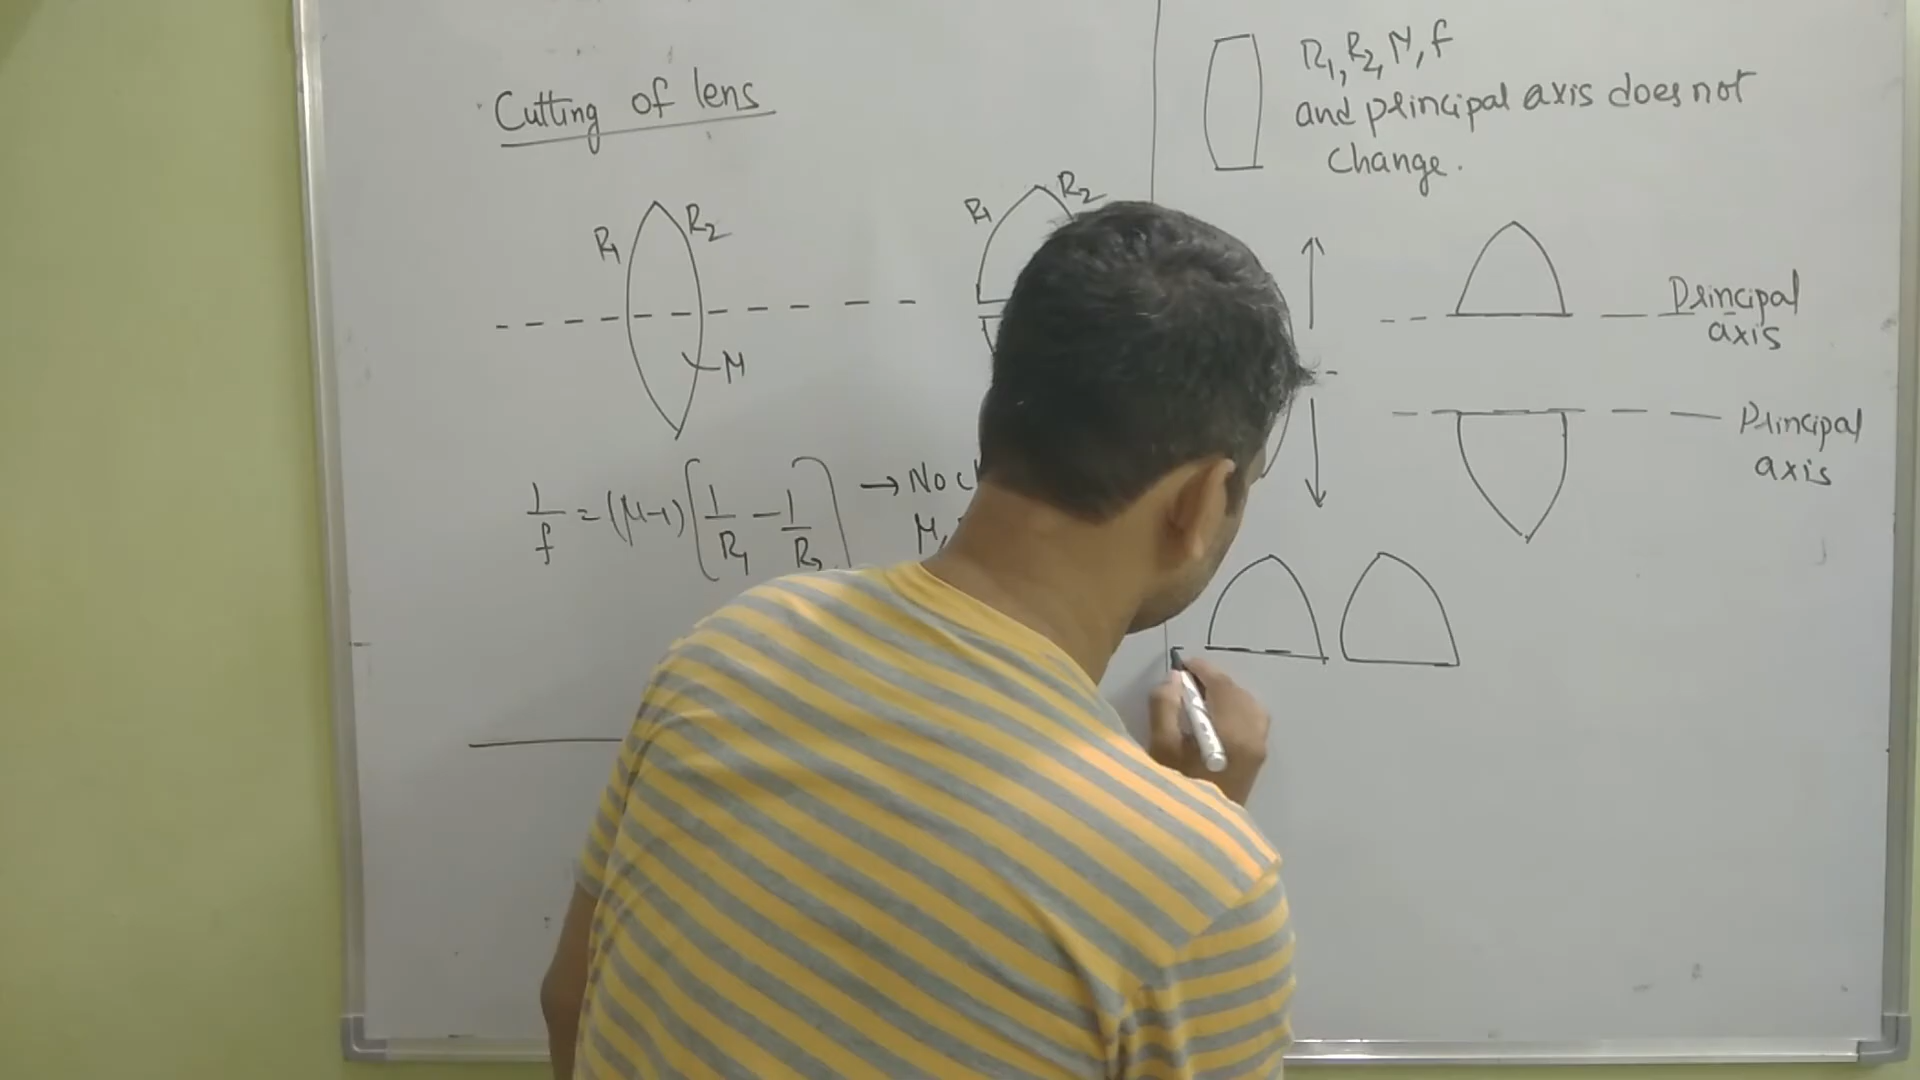 Cutting of lens
R1 R2
M
1/f = (M-1) [1/R1 - 1/R2] → No
M,
R1 R2
R1, R2, M, f
and principal axis does not
change.
Principal
axis
Principal
axis